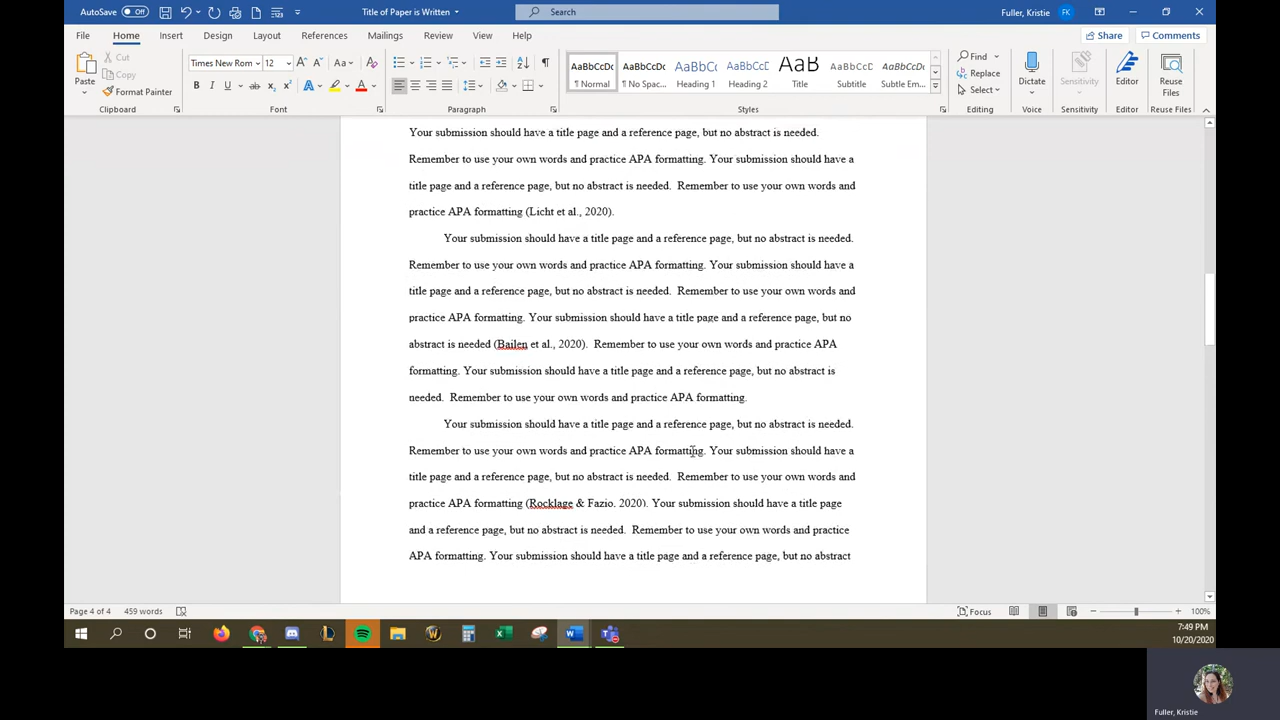 AutoSave Off Title of Paper is Written Search Fuller, Kristie FK
File Home Insert Design Layout References Mailings Review View Help Share Comments
Paste Cut Copy Format Painter Clipboard
Times New Rom 12 Aa Font
B I U ab x₂ x² A A
Paragraph
AaBbCcDc AaBbCcDc AaBbCc AaBbCcD AaBb AaBbCcD AaBbCcDc
¶ Normal ¶ No Spac... Heading 1 Heading 2 Title Subtitle Subtle Em...
Styles
Find Replace Select Editing
Dictate Voice
Sensitivity Sensitivity
Editor Editor
Reuse Files Reuse Files
Your submission should have a title page and a reference page, but no abstract is needed.
Remember to use your own words and practice APA formatting. Your submission should have a
title page and a reference page, but no abstract is needed.  Remember to use your own words and
practice APA formatting (Licht et al., 2020).
Your submission should have a title page and a reference page, but no abstract is needed.
Remember to use your own words and practice APA formatting. Your submission should have a
title page and a reference page, but no abstract is needed.  Remember to use your own words and
practice APA formatting. Your submission should have a title page and a reference page, but no
abstract is needed (Bailen et al., 2020).  Remember to use your own words and practice APA
formatting. Your submission should have a title page and a reference page, but no abstract is
needed.  Remember to use your own words and practice APA formatting.
Your submission should have a title page and a reference page, but no abstract is needed.
Remember to use your own words and practice APA formatting. Your submission should have a
title page and a reference page, but no abstract is needed.  Remember to use your own words and
practice APA formatting (Rocklage & Fazio. 2020). Your submission should have a title page
and a reference page, but no abstract is needed.  Remember to use your own words and practice
APA formatting. Your submission should have a title page and a reference page, but no abstract
Page 4 of 4 459 words Focus 100%
7:49 PM
10/20/2020
Fuller, Kristie